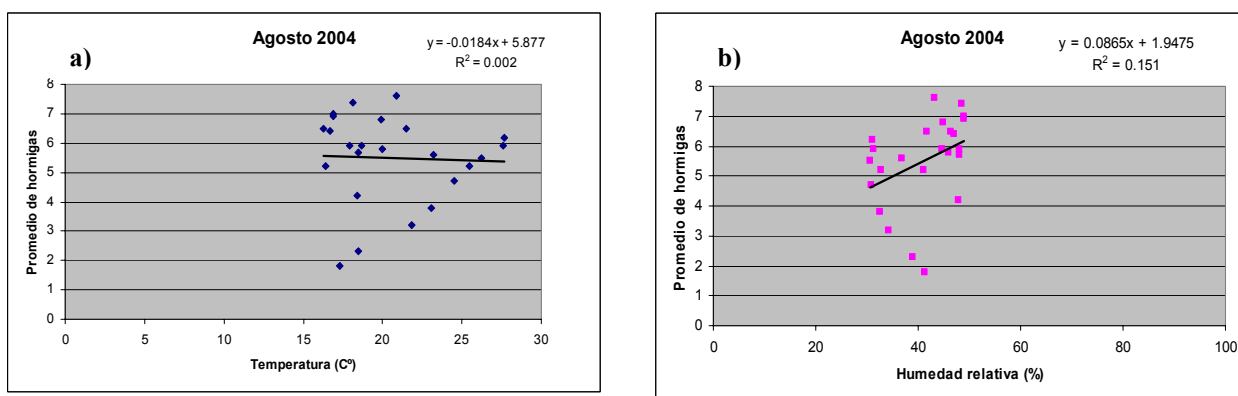 a)
Agosto 2004
y = -0.0184x + 5.877
R² = 0.002
Promedio de hormigas
8
7
6
5
4
3
2
1
0
0 5 10 15 20 25 30
Temperatura (Cº)
b)
Agosto 2004
y = 0.0865x + 1.9475
R² = 0.151
Promedio de hormigas
8
7
6
5
4
3
2
1
0
0 20 40 60 80 100
Humedad relativa (%)